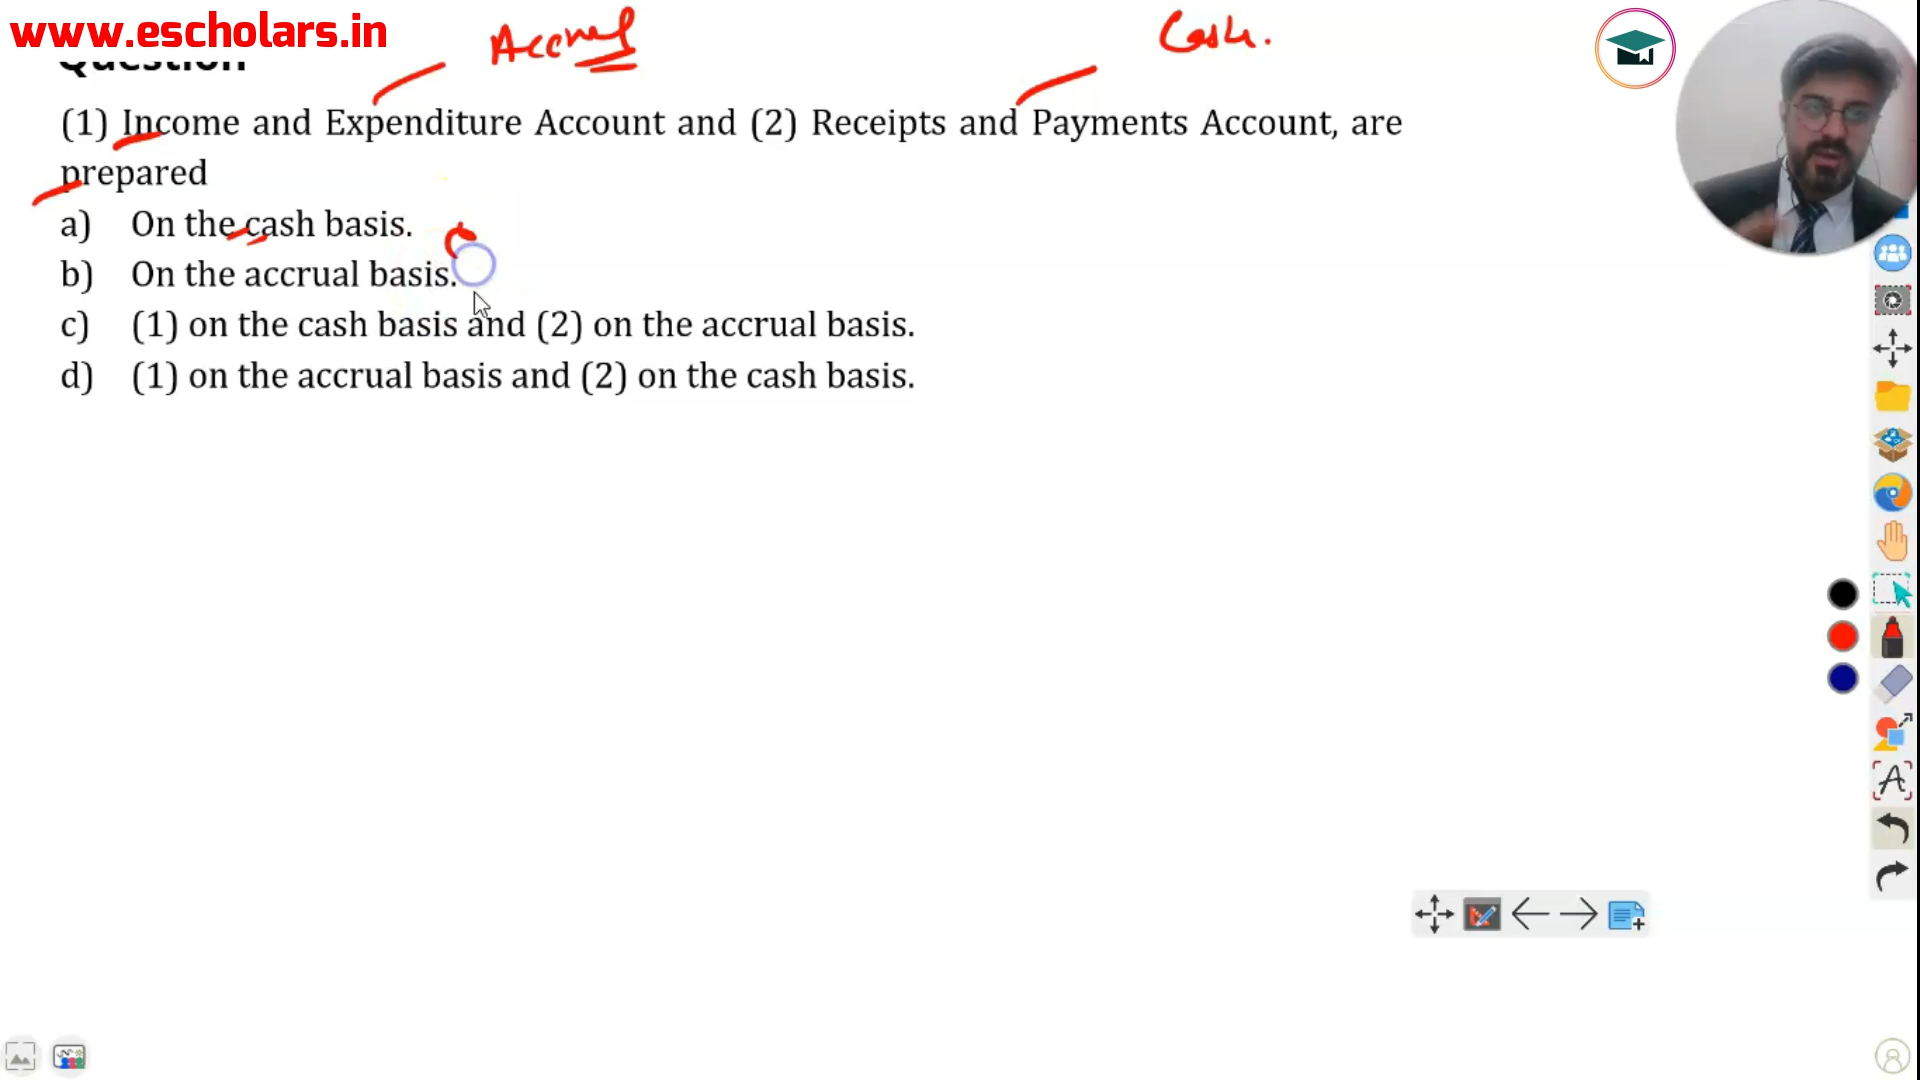 www.escholars.in
Accrual
Cash.
Question
(1) Income and Expenditure Account and (2) Receipts and Payments Account, are
prepared
a) On the cash basis.
b) On the accrual basis.
c) (1) on the cash basis and (2) on the accrual basis.
d) (1) on the accrual basis and (2) on the cash basis.